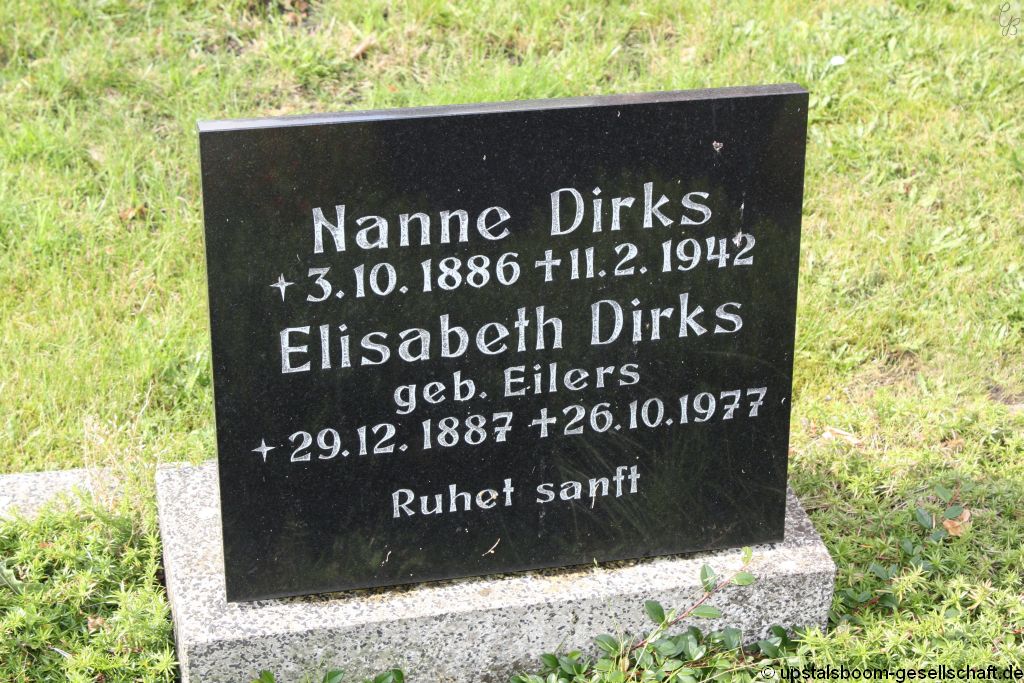 Nanne Dirks
+3.10.1886 †11.2.1942
Elisabeth Dirks
geb. Eilers
+29.12.1887 †26.10.1977
Ruhet sanft
© upstalsboom-gesellschaft.de